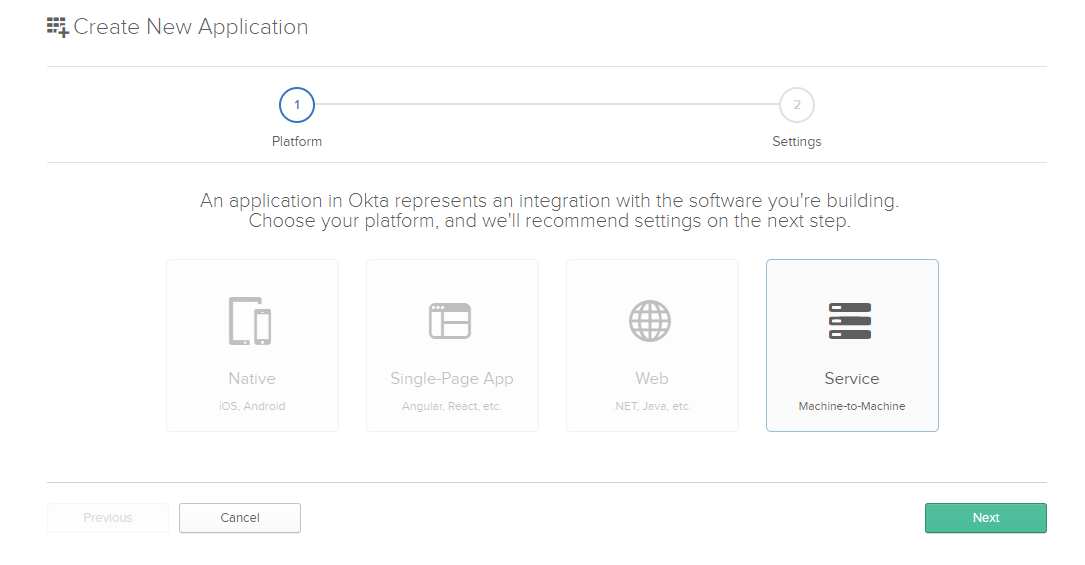 Create New Application
1
2
Platform
Settings
An application in Okta represents an integration with the software you're building.
Choose your platform, and we'll recommend settings on the next step.
Native
iOS, Android
Single-Page App
Angular, React, etc.
Web
.NET, Java, etc.
Service
Machine-to-Machine
Previous
Cancel
Next